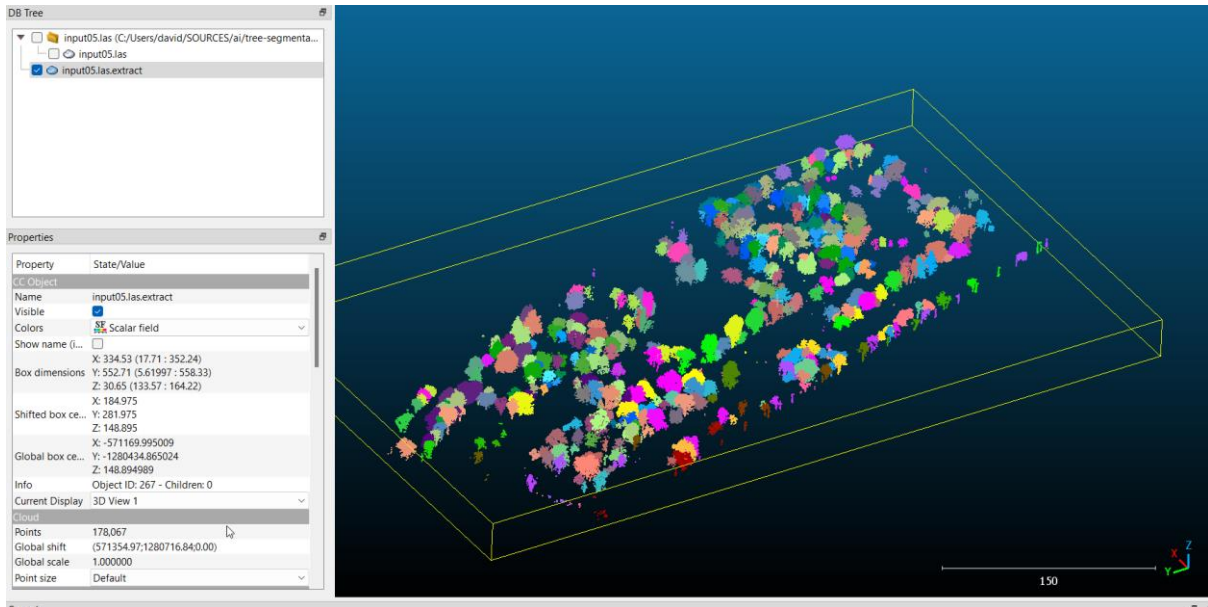 DB Tree
input05.las (C:/Users/david/SOURCES/ai/tree-segmenta...
input05.las
input05.las.extract
Properties
Property State/Value
CC Object
Name input05.las.extract
Visible
Colors SF Scalar field
Show name (i...
Box dimensions X: 334.53 (17.71 : 352.24)
Y: 552.71 (5.61997 : 558.33)
Z: 30.65 (133.57 : 164.22)
Shifted box ce... X: 184.975
Y: 281.975
Z: 148.895
Global box ce... X: -571169.995009
Y: -1280434.865024
Z: 148.894989
Info Object ID: 267 - Children: 0
Current Display 3D View 1
Cloud
Points 178,067
Global shift (571354.97;1280716.84;0.00)
Global scale 1.000000
Point size Default
150
X Z
Y